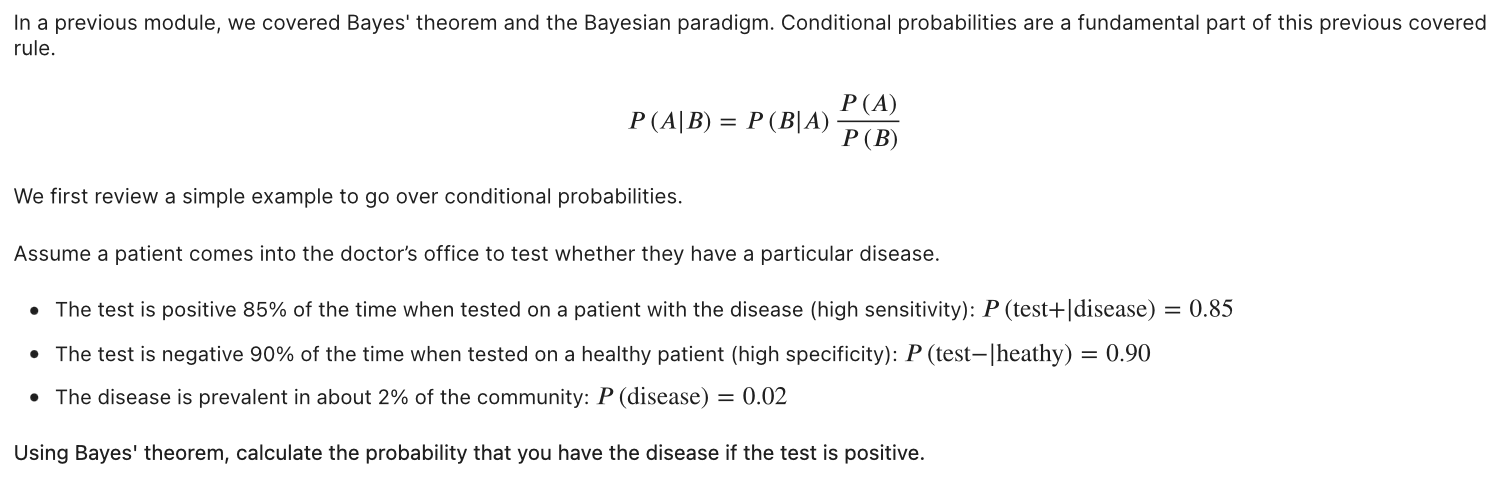 In a previous module, we covered Bayes' theorem and the Bayesian paradigm. Conditional probabilities are a fundamental part of this previous covered
rule.
P (A|B) = P (B|A) P (A) / P (B)
We first review a simple example to go over conditional probabilities.
Assume a patient comes into the doctor’s office to test whether they have a particular disease.
• The test is positive 85% of the time when tested on a patient with the disease (high sensitivity): P (test+|disease) = 0.85
• The test is negative 90% of the time when tested on a healthy patient (high specificity): P (test−|heathy) = 0.90
• The disease is prevalent in about 2% of the community: P (disease) = 0.02
Using Bayes' theorem, calculate the probability that you have the disease if the test is positive.